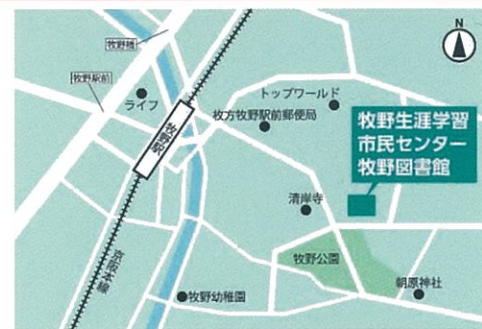 N
牧野橋
牧野駅前
ライフ
トップワールド
枚方牧野駅前郵便局
牧野駅
牧野生涯学習
市民センター
牧野図書館
清岸寺
牧野公園
京阪本線
朝原神社
牧野幼稚園